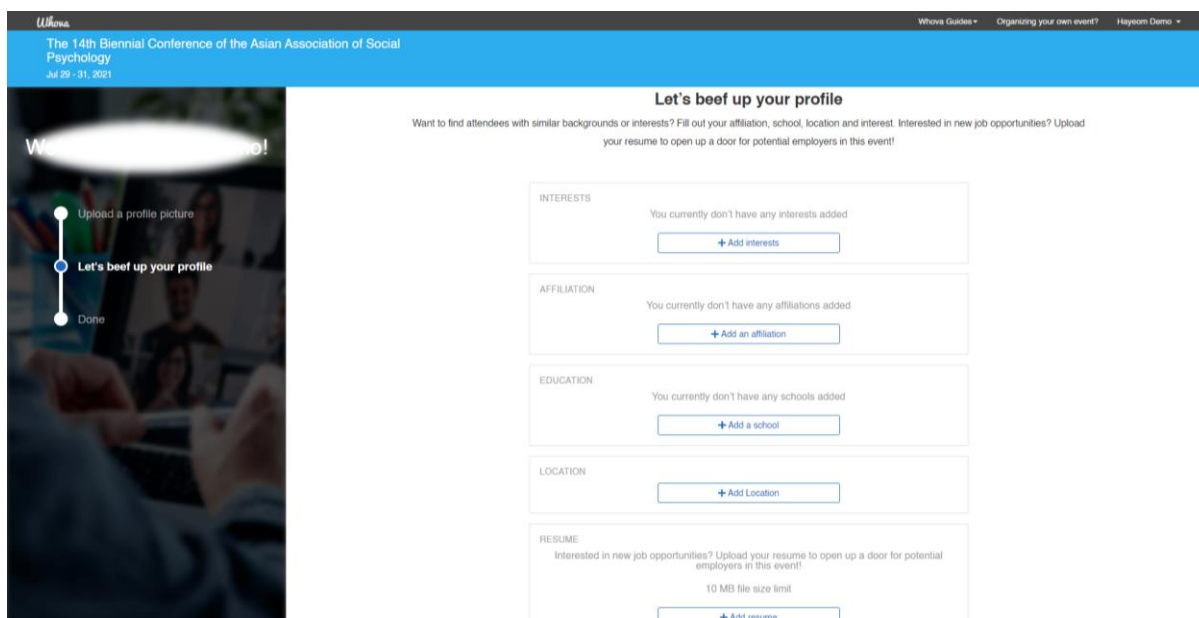 Whova
Whova Guides
Organizing your own event?
Hayeom Demo
The 14th Biennial Conference of the Asian Association of Social
Psychology
Jul 29 - 31, 2021
Upload a profile picture
Let's beef up your profile
Done
Let's beef up your profile
Want to find attendees with similar backgrounds or interests? Fill out your affiliation, school, location and interest. Interested in new job opportunities? Upload
your resume to open up a door for potential employers in this event!
INTERESTS
You currently don't have any interests added
+ Add interests
AFFILIATION
You currently don't have any affiliations added
+ Add an affiliation
EDUCATION
You currently don't have any schools added
+ Add a school
LOCATION
+ Add Location
RESUME
Interested in new job opportunities? Upload your resume to open up a door for potential
employers in this event!
10 MB file size limit
+ Add resume